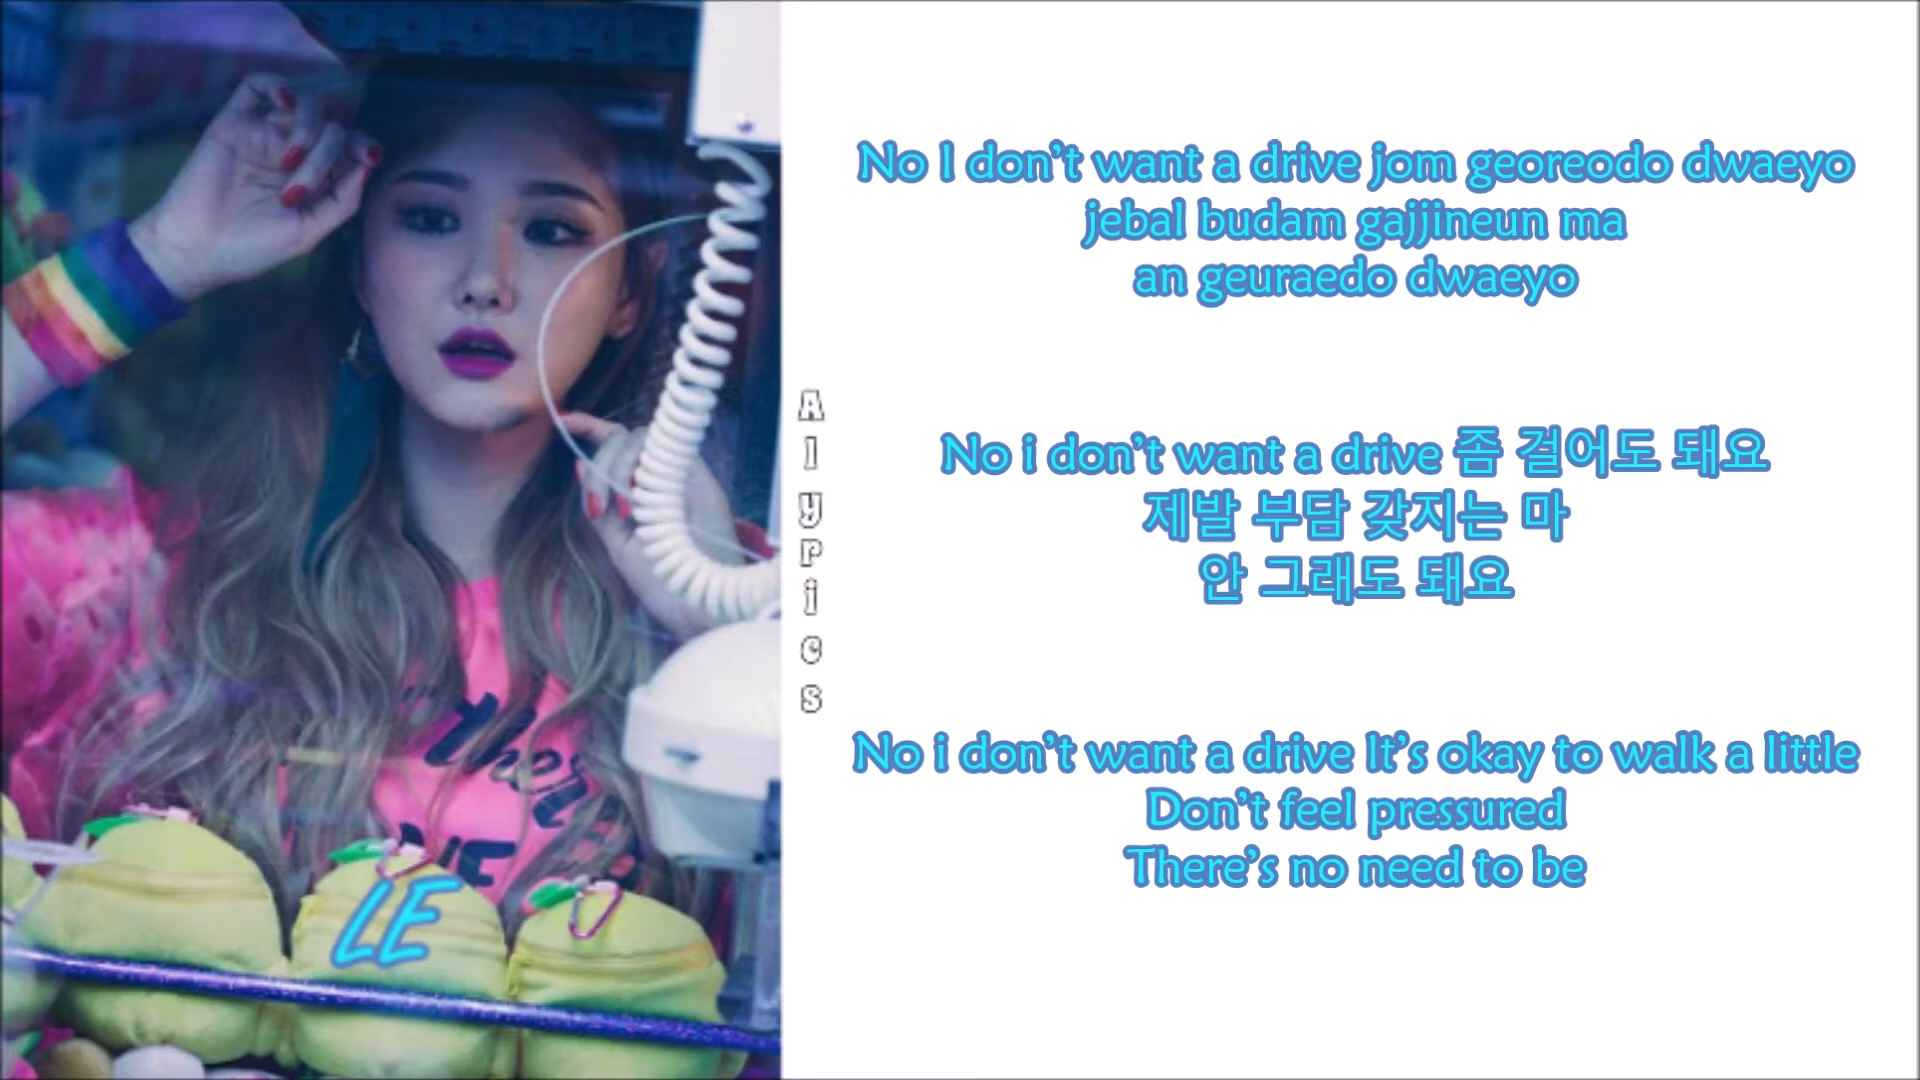 No I don't want a drive jom georeodo dwaeyo
jebal budam gajjineun ma
an geuraedo dwaeyo
No i don't want a drive 좀 걸어도 돼요
제발 부담 갖지는 마
안 그래도 돼요
No i don't want a drive It's okay to walk a little
Don't feel pressured
There's no need to be
Alypics
LE